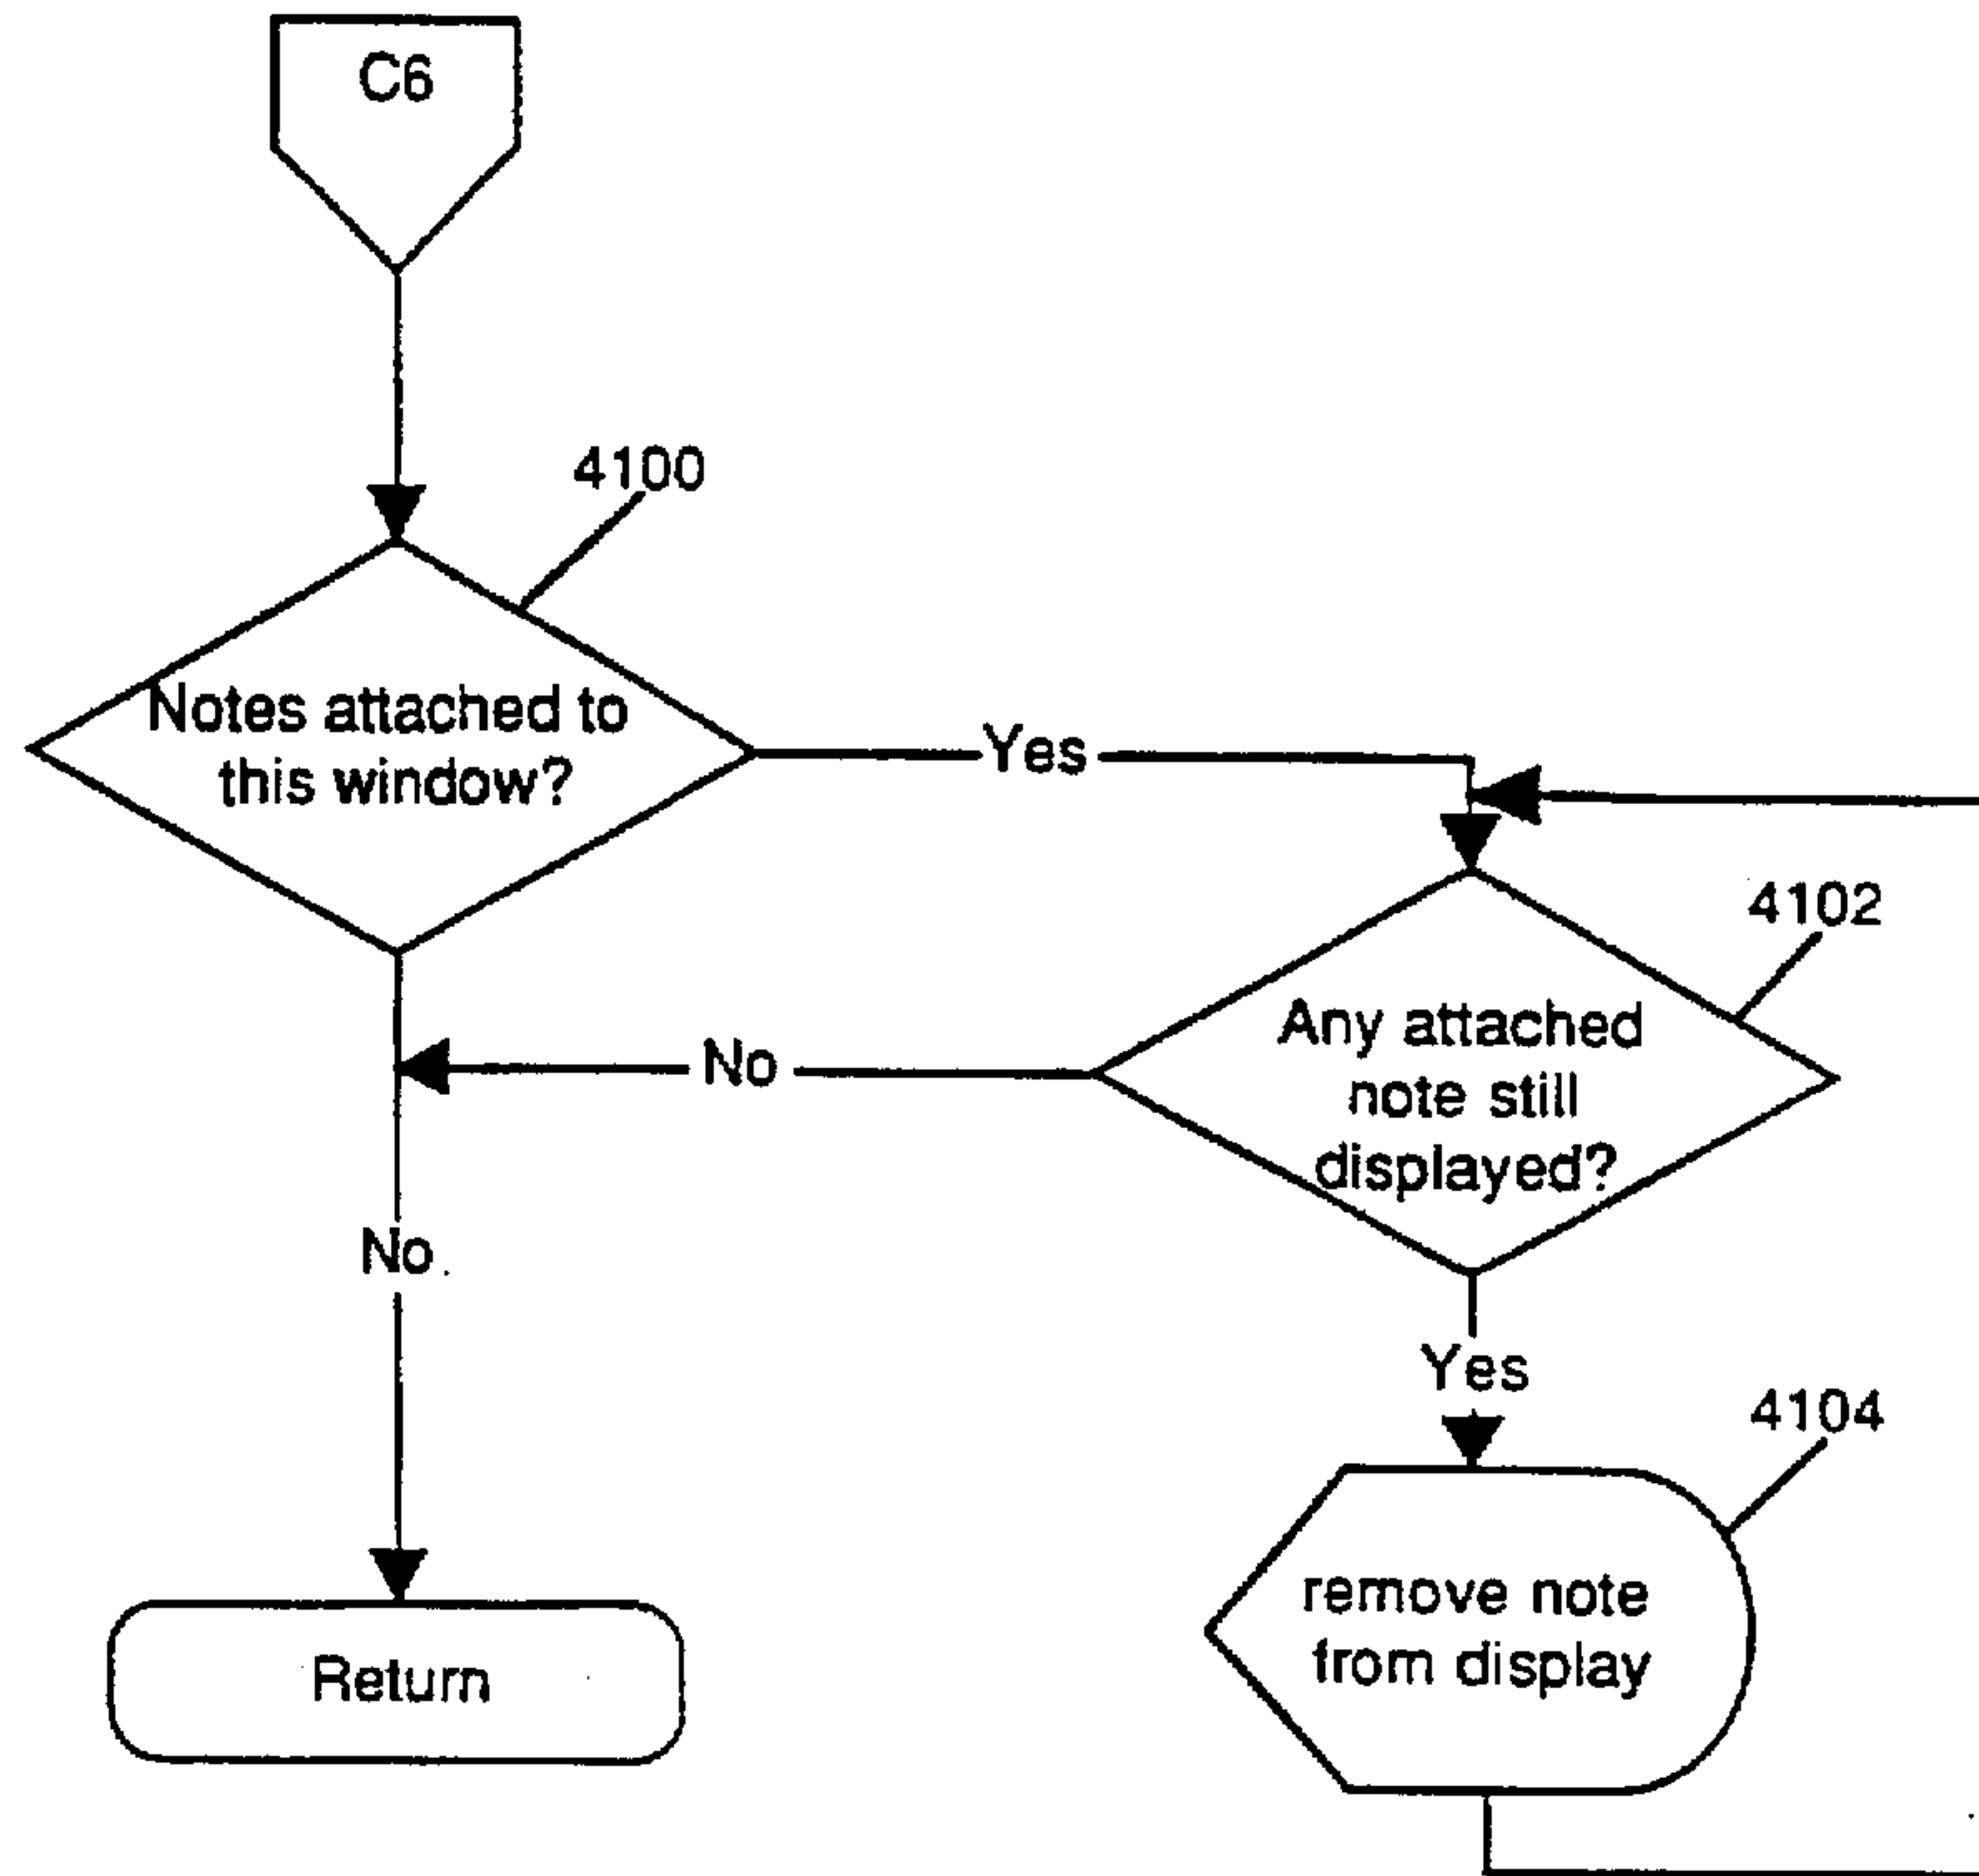 C6
4100
Notes attached to
this window?
Yes
4102
Any attached
note still
displayed?
No
No
Yes
4104
remove note
from display
Return